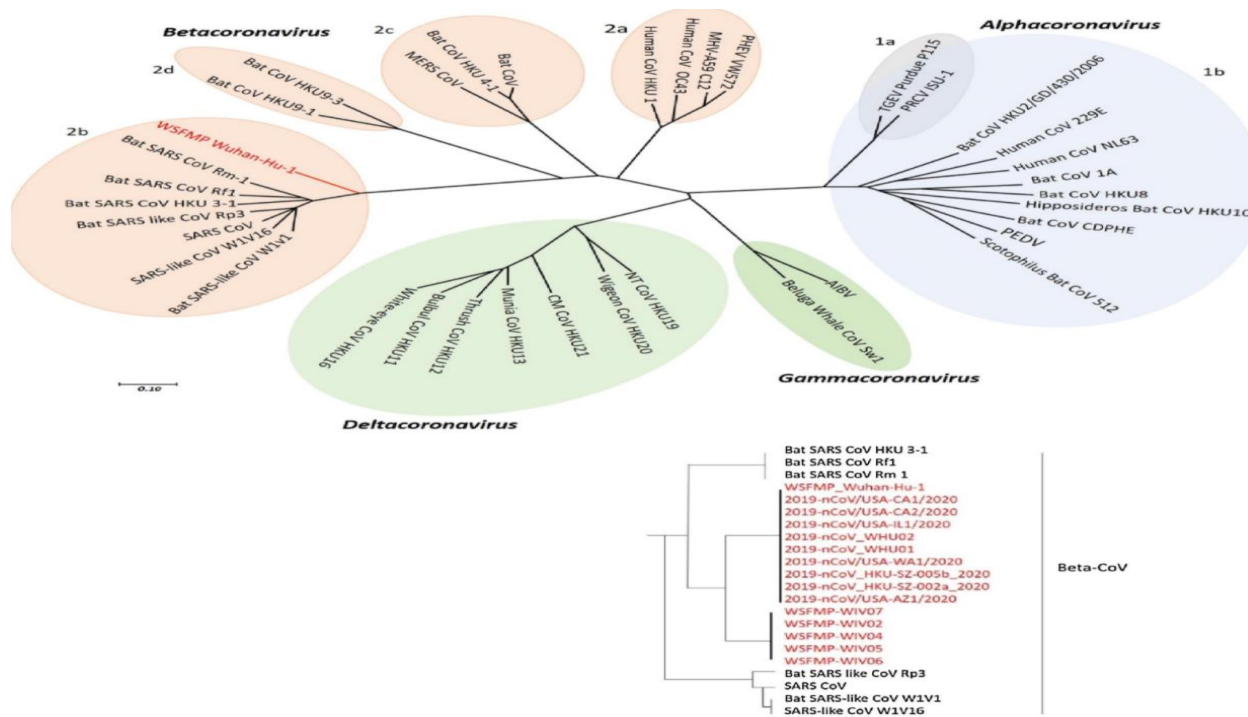 Betacoronavirus
2c
2a
Alphacoronavirus
1a
1b
2d
2b
Bat CoV HKU9-3
Bat CoV HKU9-1
Bat CoV HKU 4-1
MERS CoV
Bat CoV
Human CoV HKU 1
Human CoV OC43
MHV-A59 C12
PHEV VW572
TGEV Purdue P115
PRCV ISU-1
Bat CoV HKU2/GD/430/2006
Human CoV 229E
Human CoV NL63
Bat CoV 1A
Bat CoV HKU8
Hipposideros Bat CoV HKU10
Bat CoV CDPHE
PEDV
Scotophilus Bat CoV 512
WSFMP Wuhan-Hu-1
Bat SARS CoV Rm-1
Bat SARS CoV Rf1
Bat SARS CoV HKU 3-1
Bat SARS like CoV Rp3
SARS CoV
SARS-like CoV W1V16
Bat SARS-like CoV W1V1
White-eye CoV HKU16
Bulbul CoV HKU11
Thrush CoV HKU12
Munia CoV HKU13
CM CoV HKU21
Wigeon CoV HKU20
NT CoV HKU19
AIBV
Beluga Whale CoV Sw1
Gammacoronavirus
0.10
Deltacoronavirus
Bat SARS CoV HKU 3-1
Bat SARS CoV Rf1
Bat SARS CoV Rm 1
WSFMP_Wuhan-Hu-1
2019-nCoV/USA-CA1/2020
2019-nCoV/USA-CA2/2020
2019-nCoV/USA-IL1/2020
2019-nCoV_WHU02
2019-nCoV_WHU01
2019-nCoV/USA-WA1/2020
2019-nCoV_HKU-SZ-005b_2020
2019-nCoV_HKU-SZ-002a_2020
2019-nCoV/USA-AZ1/2020
Beta-CoV
WSFMP-WIV07
WSFMP-WIV02
WSFMP-WIV04
WSFMP-WIV05
WSFMP-WIV06
Bat SARS like CoV Rp3
SARS CoV
Bat SARS-like CoV W1V1
SARS-like CoV W1V16